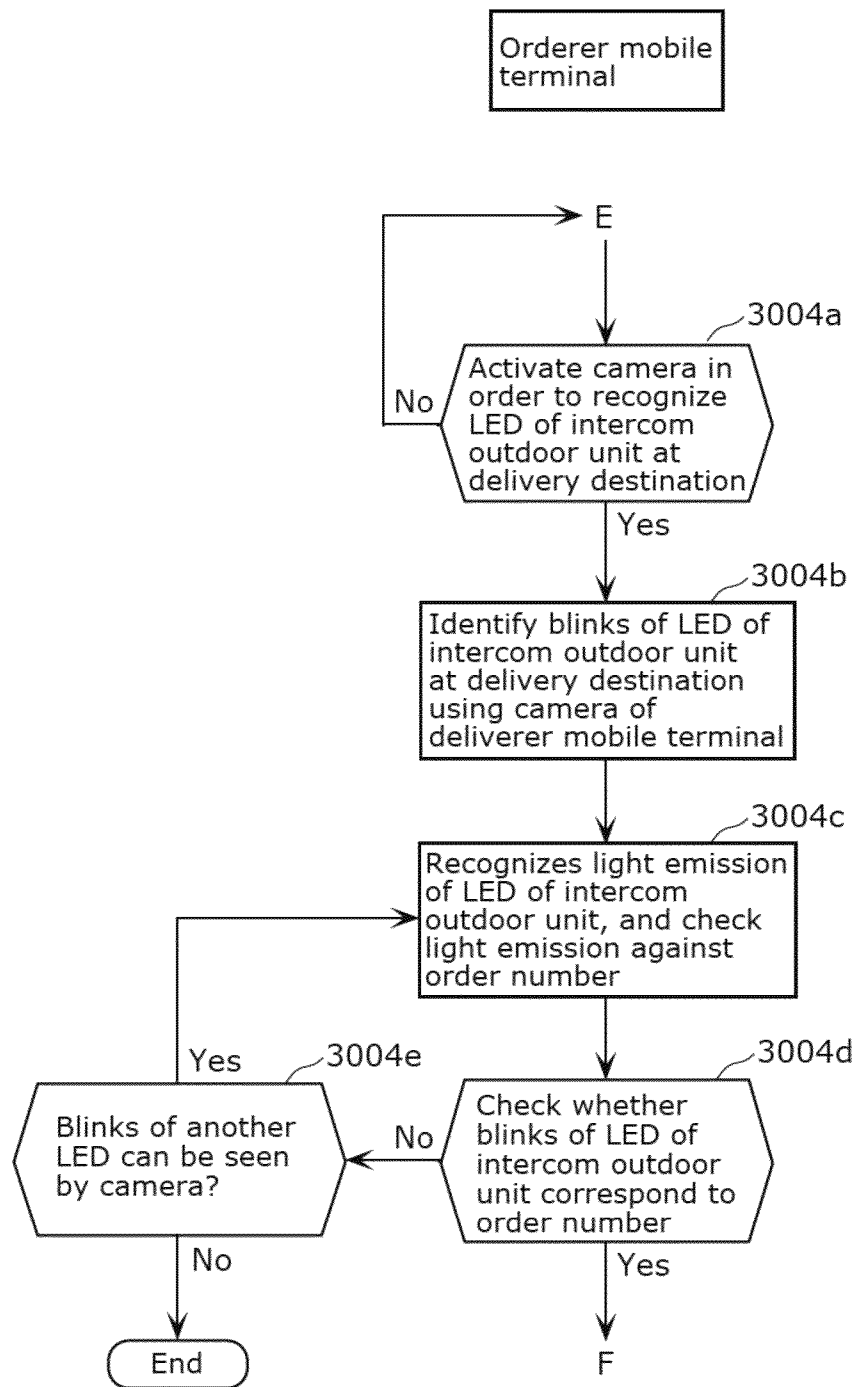 Orderer mobile
terminal
E
3004a
Activate camera in
order to recognize
LED of intercom
outdoor unit at
delivery destination
No
Yes
3004b
Identify blinks of LED of
intercom outdoor unit
at delivery destination
using camera of
deliverer mobile terminal
3004c
Recognizes light emission
of LED of intercom
outdoor unit, and check
light emission against
order number
3004d
Check whether
blinks of LED of
intercom outdoor
unit correspond to
order number
No
Yes
3004e
Blinks of another
LED can be seen
by camera?
Yes
No
End
F